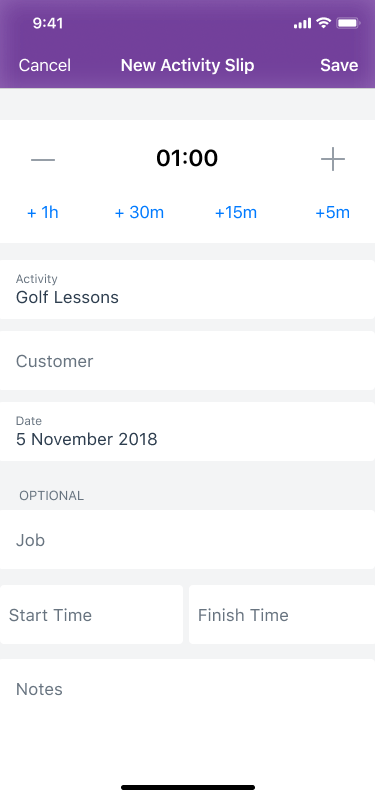 9:41
Cancel New Activity Slip Save
01:00
+ 1h + 30m +15m +5m
Activity
Golf Lessons
Customer
Date
5 November 2018
OPTIONAL
Job
Start Time Finish Time
Notes